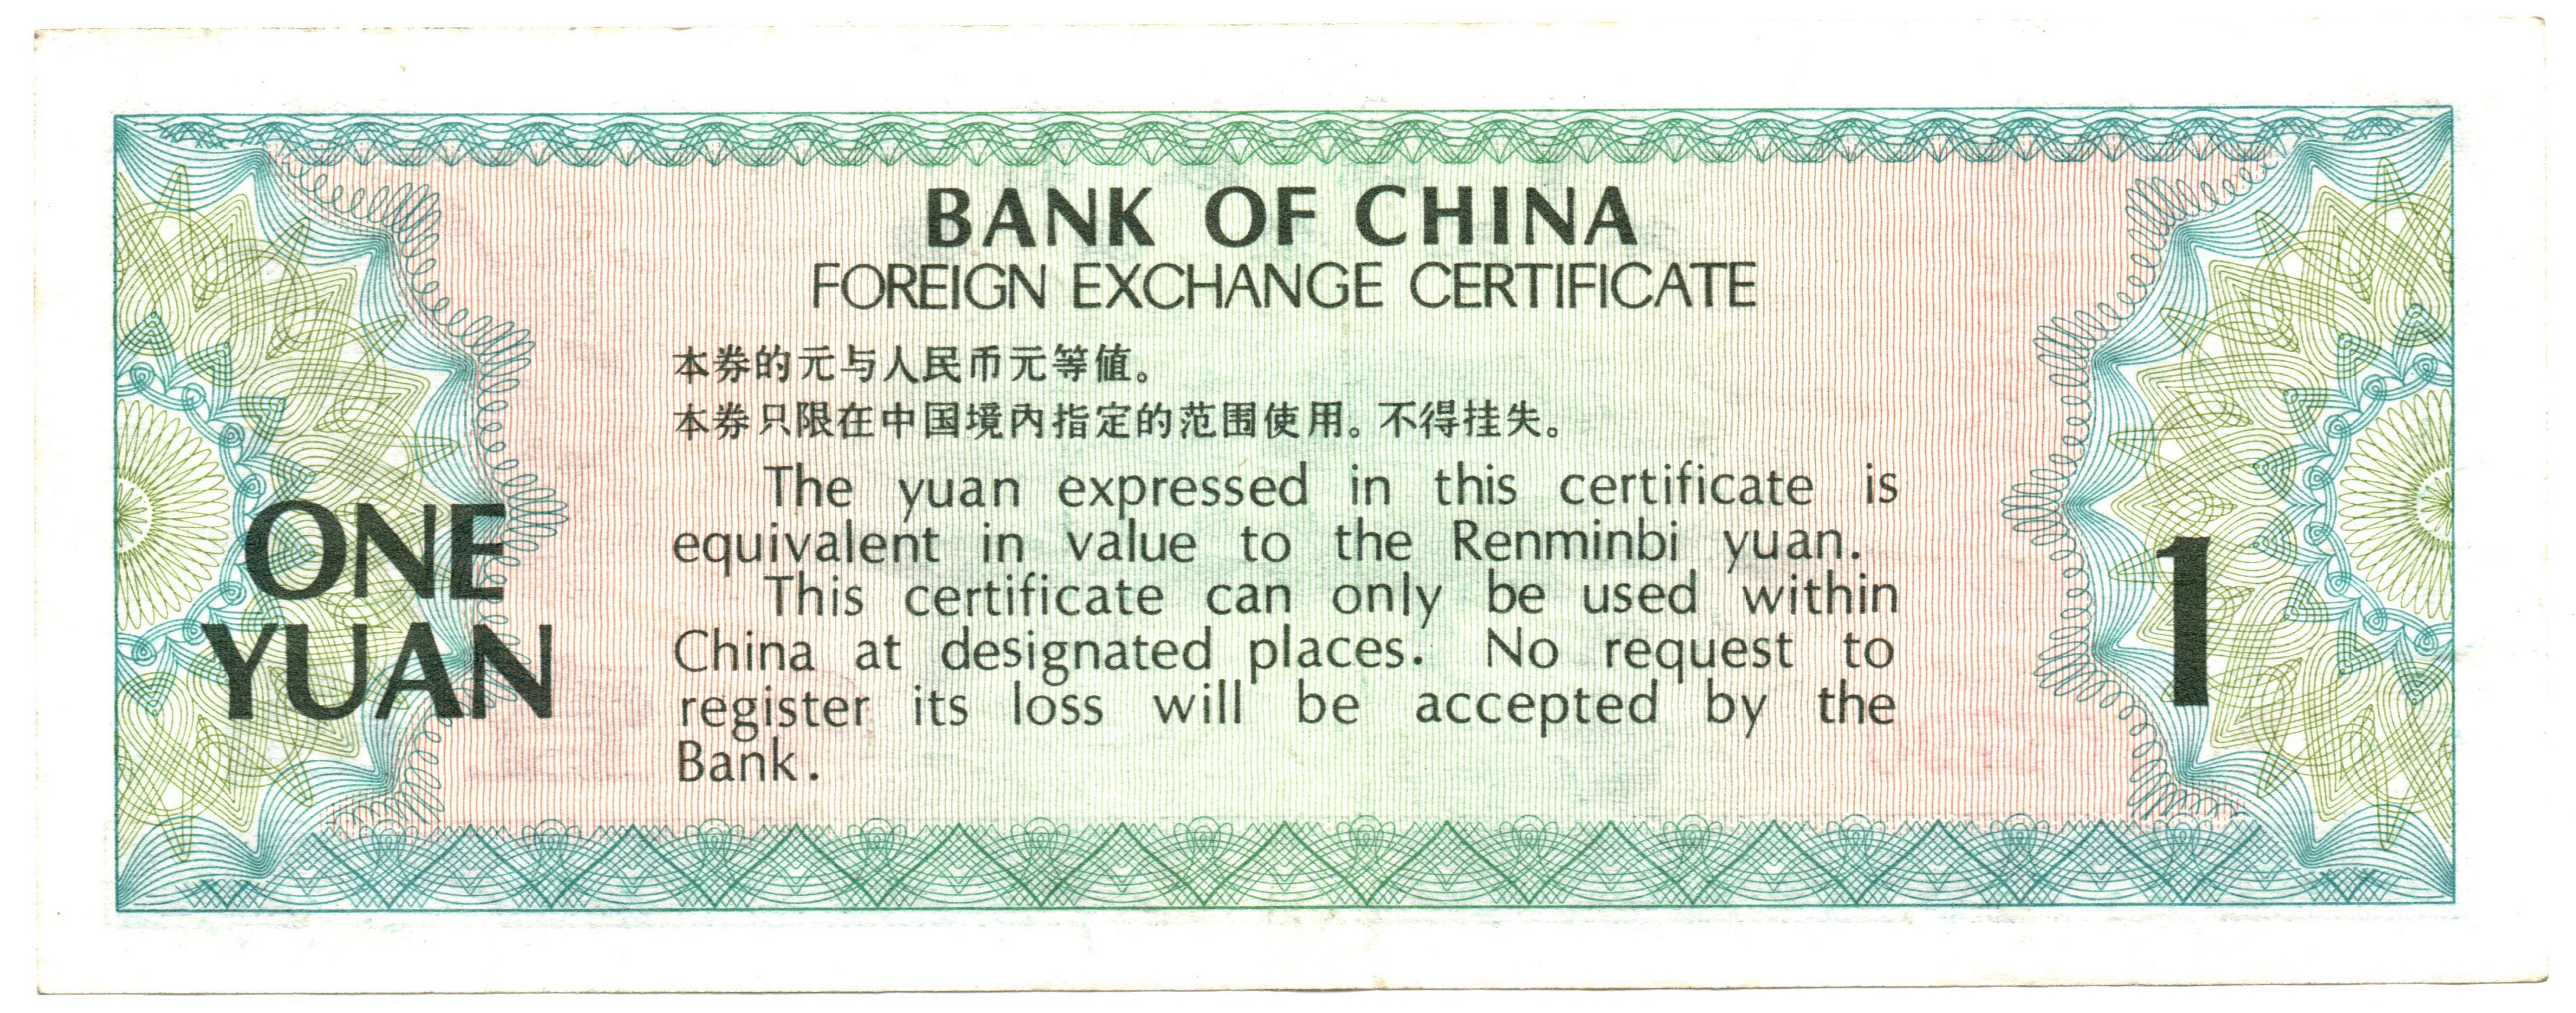 BANK OF CHINA
FOREIGN EXCHANGE CERTIFICATE
本券的元与人民币元等值。
本券只限在中国境内指定的范围使用。不得挂失。
The yuan expressed in this certificate is
equivalent in value to the Renminbi yuan.
This certificate can only be used within
China at designated places. No request to
register its loss will be accepted by the
Bank.
ONE
YUAN
1